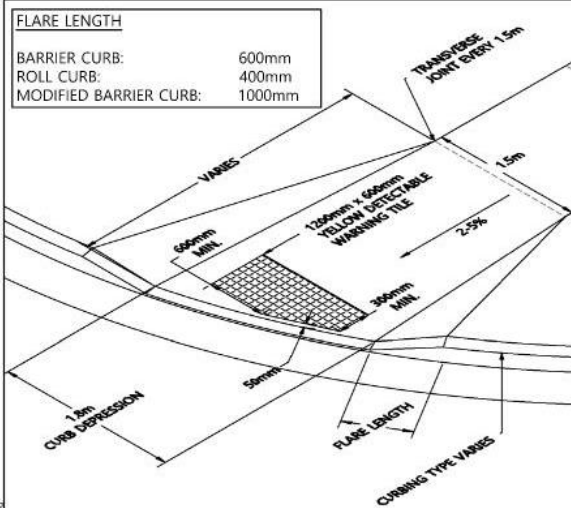 FLARE LENGTH
BARRIER CURB: 600mm
ROLL CURB: 400mm
MODIFIED BARRIER CURB: 1000mm
TRANSVERSE
JOINT EVERY 1.5m
VARIES
1.5m
1200mm x 600mm
YELLOW DETECTABLE
WARNING TILE
2-5%
600mm
MIN.
300mm
MIN.
50mm
1.8m
CURB DEPRESSION
FLARE LENGTH
CURBING TYPE VARIES